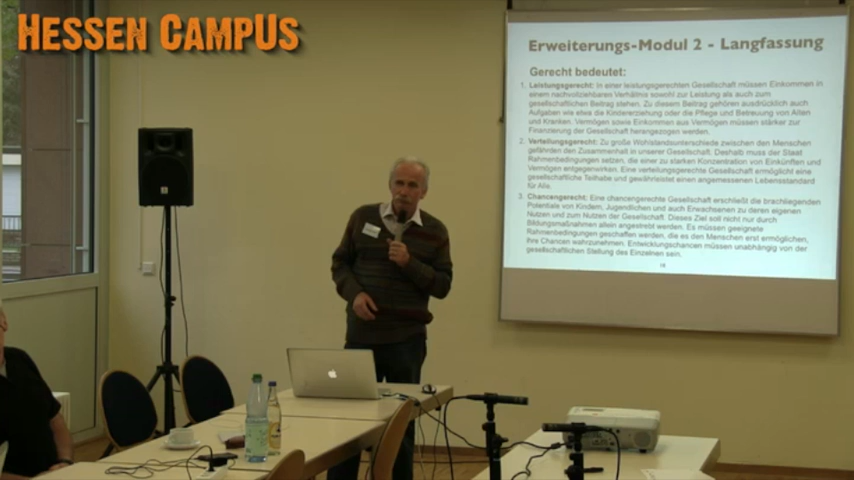 HESSEN CAMPUS
Erweiterungs-Modul 2 - Langfassung
Gerecht bedeutet:
1. Leistungsgerecht: In einer leistungsgerechten Gesellschaft müssen Einkommen in
einem nachvollziehbaren Verhältnis sowohl zur Leistung als auch zum
gesellschaftlichen Beitrag stehen. Zu diesem Beitrag gehören ausdrücklich auch
Aufgaben wie etwa die Kindererziehung oder die Pflege und Betreuung von Alten
und Kranken. Vermögen sowie Einkommen aus Vermögen müssen stärker zur
Finanzierung der Gesellschaft herangezogen werden.
2. Verteilungsgerecht: Zu große Wohlstandsunterschiede zwischen den Menschen
gefährden den Zusammenhalt in unserer Gesellschaft. Deshalb muss der Staat
Rahmenbedingungen setzen, die einer zu starken Konzentration von Einkünften und
Vermögen entgegenwirken. Eine verteilungsgerechte Gesellschaft ermöglicht eine
gesellschaftliche Teilhabe und gewährleistet einen angemessenen Lebensstandard
für Alle.
3. Chancengerecht: Eine chancengerechte Gesellschaft erschließt die brachliegenden
Potentiale von Kindern, Jugendlichen und auch Erwachsenen zu deren eigenen
Nutzen und zum Nutzen der Gesellschaft. Dieses Ziel soll nicht nur durch
Bildungsmaßnahmen allein angestrebt werden. Es müssen geeignete
Rahmenbedingungen geschaffen werden, die es den Menschen erst ermöglichen,
ihre Chancen wahrzunehmen. Entwicklungschancen müssen unabhängig von der
gesellschaftlichen Stellung des Einzelnen sein.